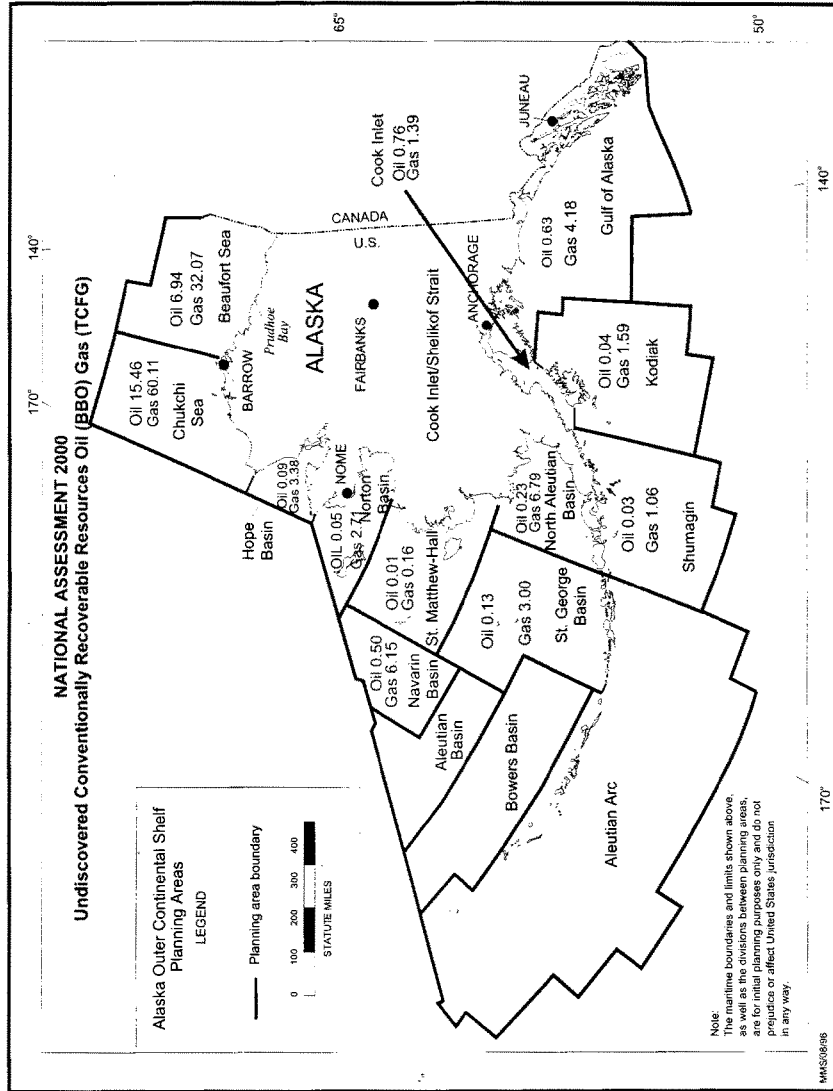 NATIONAL ASSESSMENT 2000
Undiscovered Conventionally Recoverable Resources Oil (BBO) Gas (TCFG)
170°
140°
65°
50°
140°
170°
Alaska Outer Continental Shelf
Planning Areas
LEGEND
Planning area boundary
0 100 200 300 400
STATUTE MILES
Oil 15.46
Gas 60.11
Chukchi
Sea
Oil 6.94
Gas 32.07
Beaufort Sea
BARROW
Prudhoe
Bay
Hope
Basin
Oil 0.09
Gas 3.38
ALASKA
CANADA
U.S.
FAIRBANKS
NOME
OIL 0.05
Gas 2.71
Norton
Basin
Oil 0.50
Gas 6.15
Navarin
Basin
Oil 0.01
Gas 0.16
St. Matthew-Hall
Aleutian
Basin
Bowers Basin
Oil 0.13
Gas 3.00
St. George
Basin
Oil 0.23
Gas 6.79
North Aleutian
Basin
Cook Inlet/Shelikof Strait
ANCHORAGE
Cook Inlet
Oil 0.76
Gas 1.39
JUNEAU
Oil 0.63
Gas 4.18
Gulf of Alaska
Oil 0.04
Gas 1.59
Kodiak
Oil 0.03
Gas 1.06
Shumagin
Aleutian Arc
Note:
The maritime boundaries and limits shown above,
as well as the divisions between planning areas,
are for initial planning purposes only and do not
prejudice or affect United States jurisdiction
in any way.
MMS/08/96